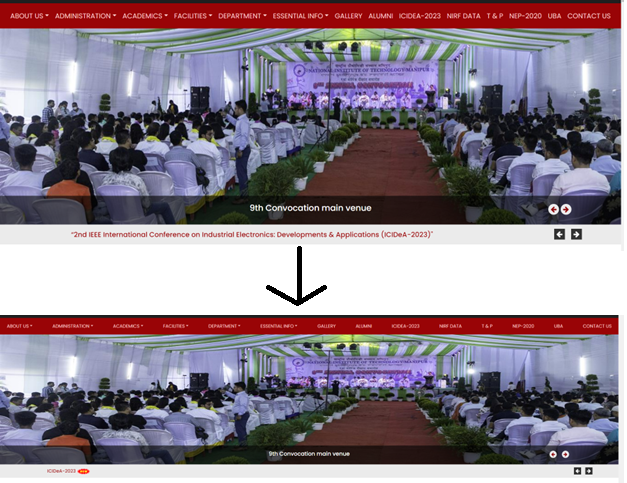 ABOUT US ADMINISTRATION ACADEMICS FACILITIES DEPARTMENT ESSENTIAL INFO GALLERY ALUMNI ICIDEA-2023 NIRF DATA T & P NEP-2020 UBA CONTACT US
NATIONAL INSTITUTE OF TECHNOLOGY MANIPUR
9th Convocation main venue
"2nd IEEE International Conference on Industrial Electronics: Developments & Applications (ICIDeA-2023)"
ABOUT US ADMINISTRATION ACADEMICS FACILITIES DEPARTMENT ESSENTIAL INFO GALLERY ALUMNI ICIDEA-2023 NIRF DATA T & P NEP-2020 UBA CONTACT US
9th Convocation main venue
ICIDeA-2023